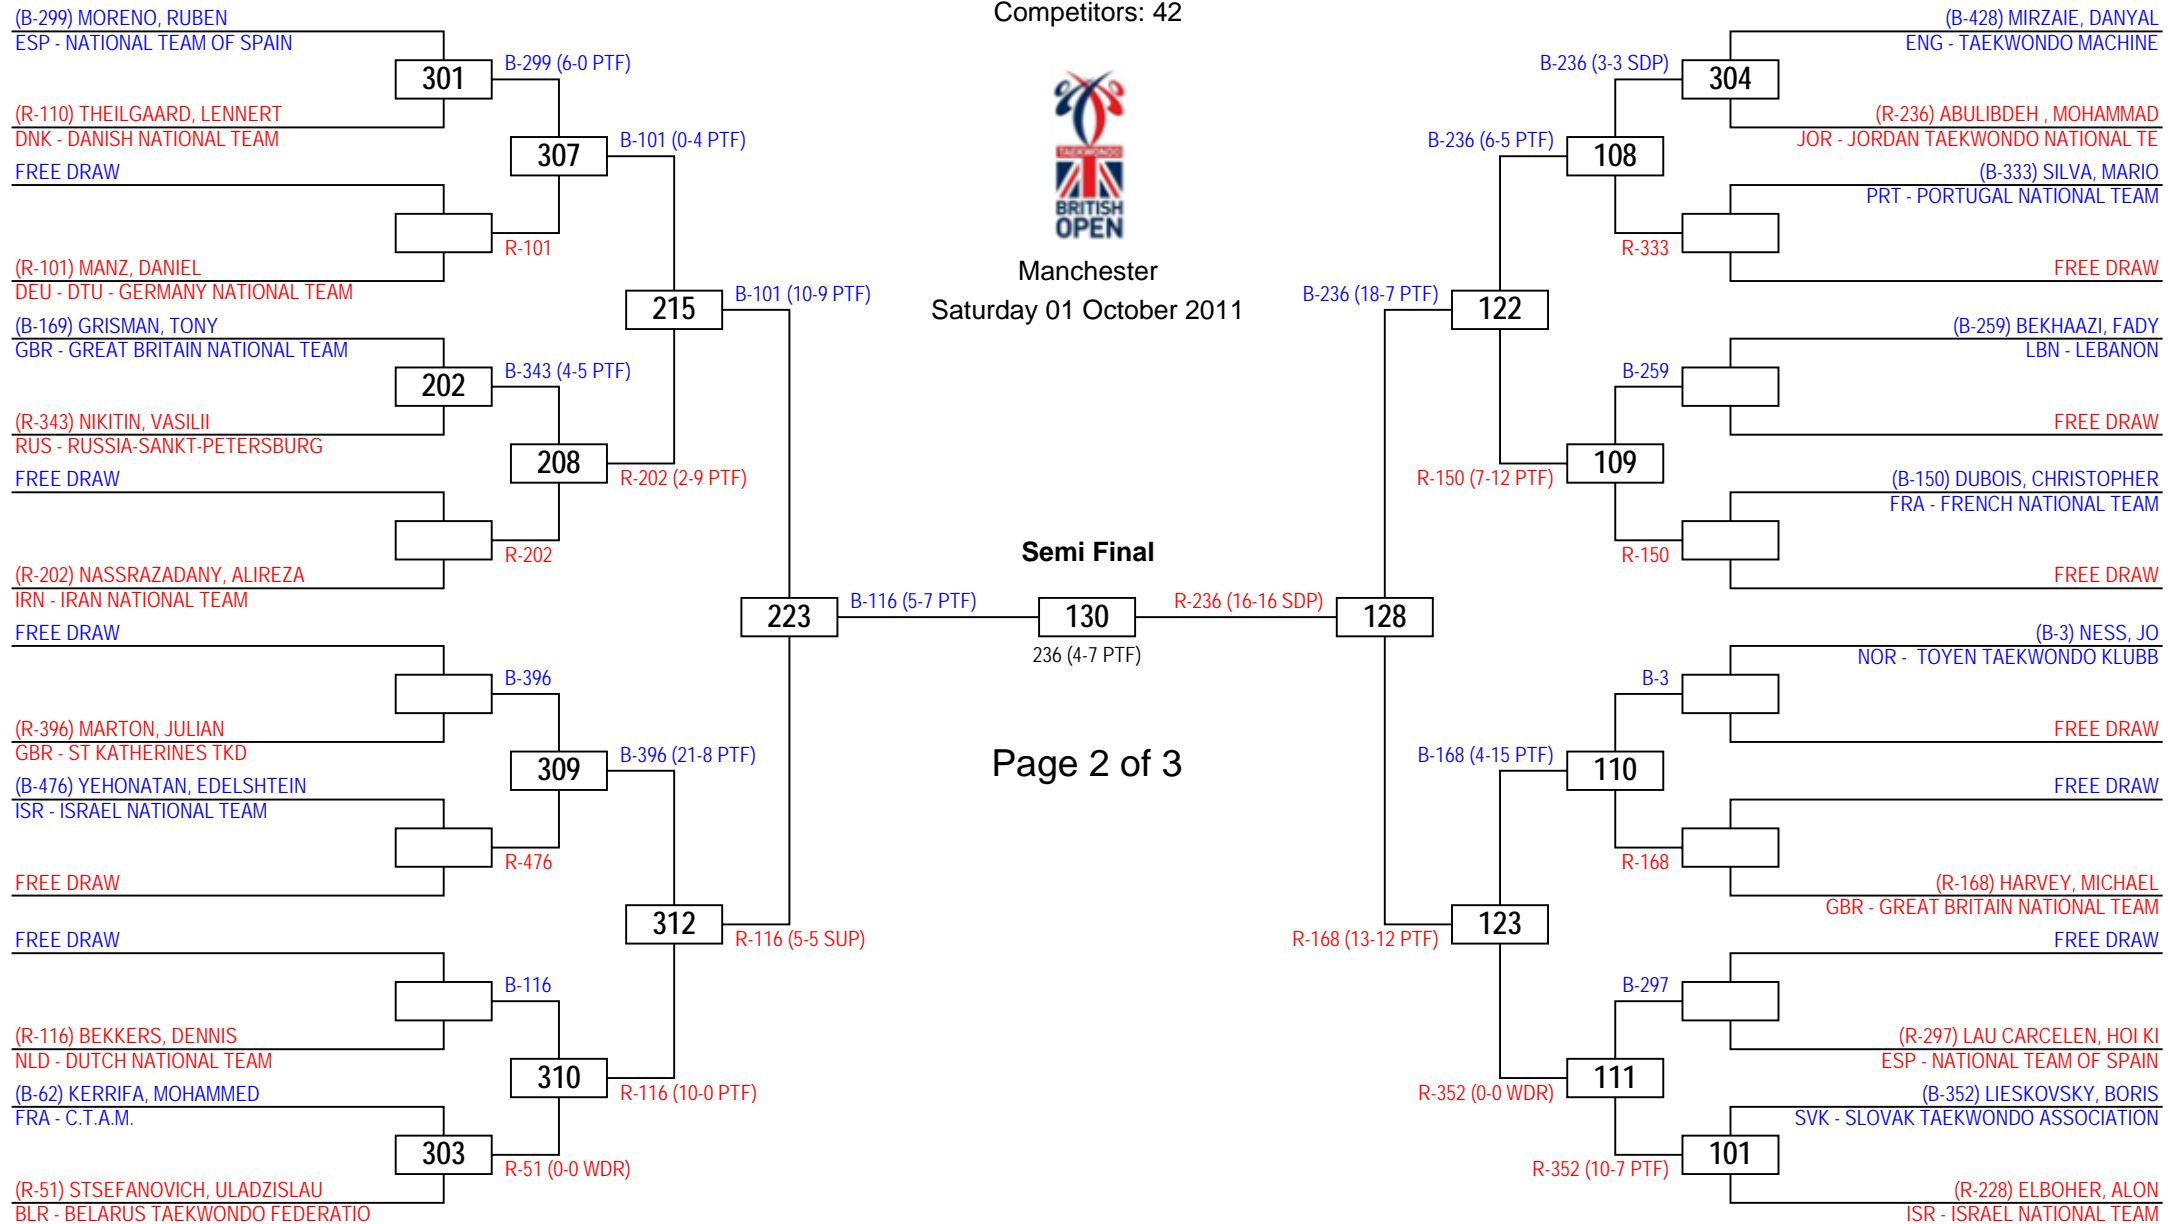 Competitors: 42
TAEKWONDO
BRITISH
OPEN
Manchester
Saturday 01 October 2011
(B-299) MORENO, RUBEN
ESP - NATIONAL TEAM OF SPAIN
301
B-299 (6-0 PTF)
(R-110) THEILGAARD, LENNERT
DNK - DANISH NATIONAL TEAM
307
B-101 (0-4 PTF)
FREE DRAW
R-101
(R-101) MANZ, DANIEL
DEU - DTU - GERMANY NATIONAL TEAM
215
B-101 (10-9 PTF)
(B-169) GRISMAN, TONY
GBR - GREAT BRITAIN NATIONAL TEAM
202
B-343 (4-5 PTF)
(R-343) NIKITIN, VASILII
RUS - RUSSIA-SANKT-PETERSBURG
208
R-202 (2-9 PTF)
FREE DRAW
R-202
(R-202) NASSRAZADANY, ALIREZA
IRN - IRAN NATIONAL TEAM
223
B-116 (5-7 PTF)
FREE DRAW
B-396
(R-396) MARTON, JULIAN
GBR - ST KATHERINES TKD
309
B-396 (21-8 PTF)
(B-476) YEHONATAN, EDELSHTEIN
ISR - ISRAEL NATIONAL TEAM
R-476
FREE DRAW
312
R-116 (5-5 SUP)
FREE DRAW
B-116
(R-116) BEKKERS, DENNIS
NLD - DUTCH NATIONAL TEAM
310
R-116 (10-0 PTF)
(B-62) KERRIFA, MOHAMMED
FRA - C.T.A.M.
303
R-51 (0-0 WDR)
(R-51) STSEFANOVICH, ULADZISLAU
BLR - BELARUS TAEKWONDO FEDERATIO
Semi Final
130
236 (4-7 PTF)
Page 2 of 3
(B-428) MIRZAIE, DANYAL
ENG - TAEKWONDO MACHINE
B-236 (3-3 SDP)
304
(R-236) ABULIBDEH , MOHAMMAD
JOR - JORDAN TAEKWONDO NATIONAL TE
B-236 (6-5 PTF)
108
(B-333) SILVA, MARIO
PRT - PORTUGAL NATIONAL TEAM
R-333
FREE DRAW
B-236 (18-7 PTF)
122
(B-259) BEKHAAZI, FADY
LBN - LEBANON
B-259
FREE DRAW
R-150 (7-12 PTF)
109
(B-150) DUBOIS, CHRISTOPHER
FRA - FRENCH NATIONAL TEAM
R-150
FREE DRAW
R-236 (16-16 SDP)
128
(B-3) NESS, JO
NOR -  TOYEN TAEKWONDO KLUBB
B-3
FREE DRAW
B-168 (4-15 PTF)
110
FREE DRAW
R-168
(R-168) HARVEY, MICHAEL
GBR - GREAT BRITAIN NATIONAL TEAM
R-168 (13-12 PTF)
123
FREE DRAW
B-297
(R-297) LAU CARCELEN, HOI KI
ESP - NATIONAL TEAM OF SPAIN
R-352 (0-0 WDR)
111
(B-352) LIESKOVSKY, BORIS
SVK - SLOVAK TAEKWONDO ASSOCIATION
R-352 (10-7 PTF)
101
(R-228) ELBOHER, ALON
ISR - ISRAEL NATIONAL TEAM